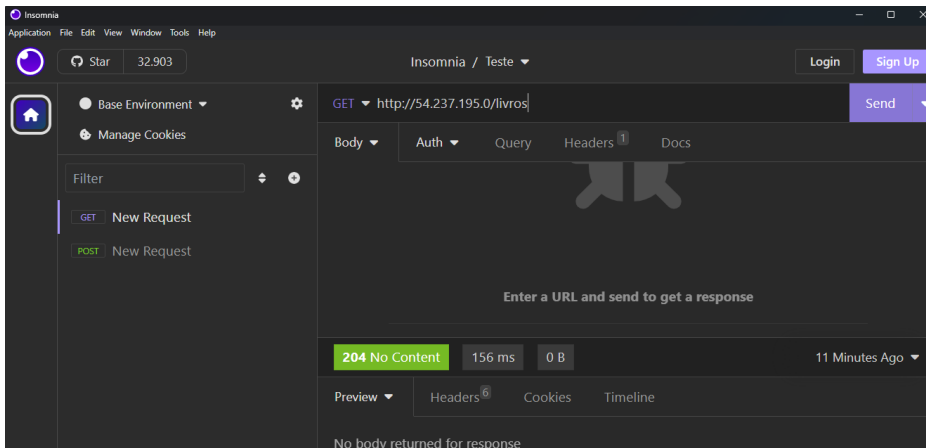 Insomnia
Application File Edit View Window Tools Help
Star 32.903
Insomnia / Teste
Login Sign Up
Base Environment
GET http://54.237.195.0/livros
Send
Manage Cookies
Body Auth Query Headers 1 Docs
Filter
GET New Request
POST New Request
Enter a URL and send to get a response
204 No Content 156 ms 0 B 11 Minutes Ago
Preview Headers 6 Cookies Timeline
No body returned for response